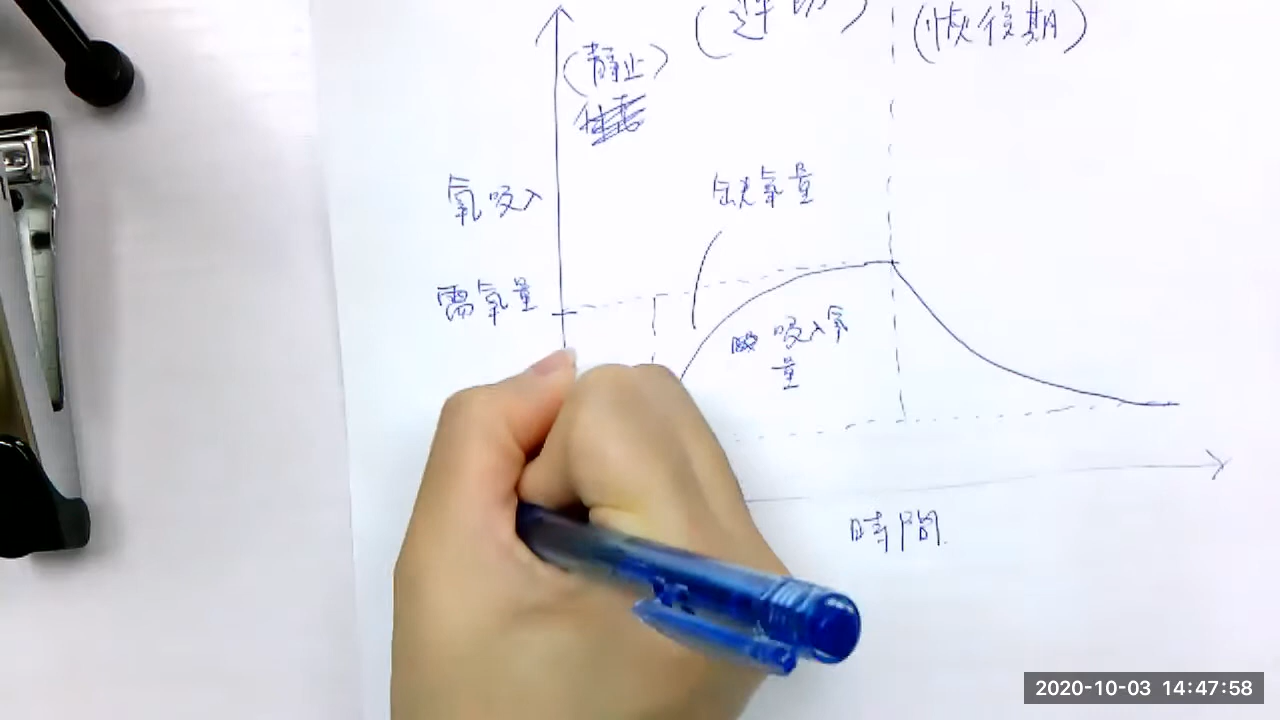 (運動)
(恢復期)
(靜止)
氧吸入
缺氧量
需氧量
吸入氧
量
時間
2020-10-03 14:47:58